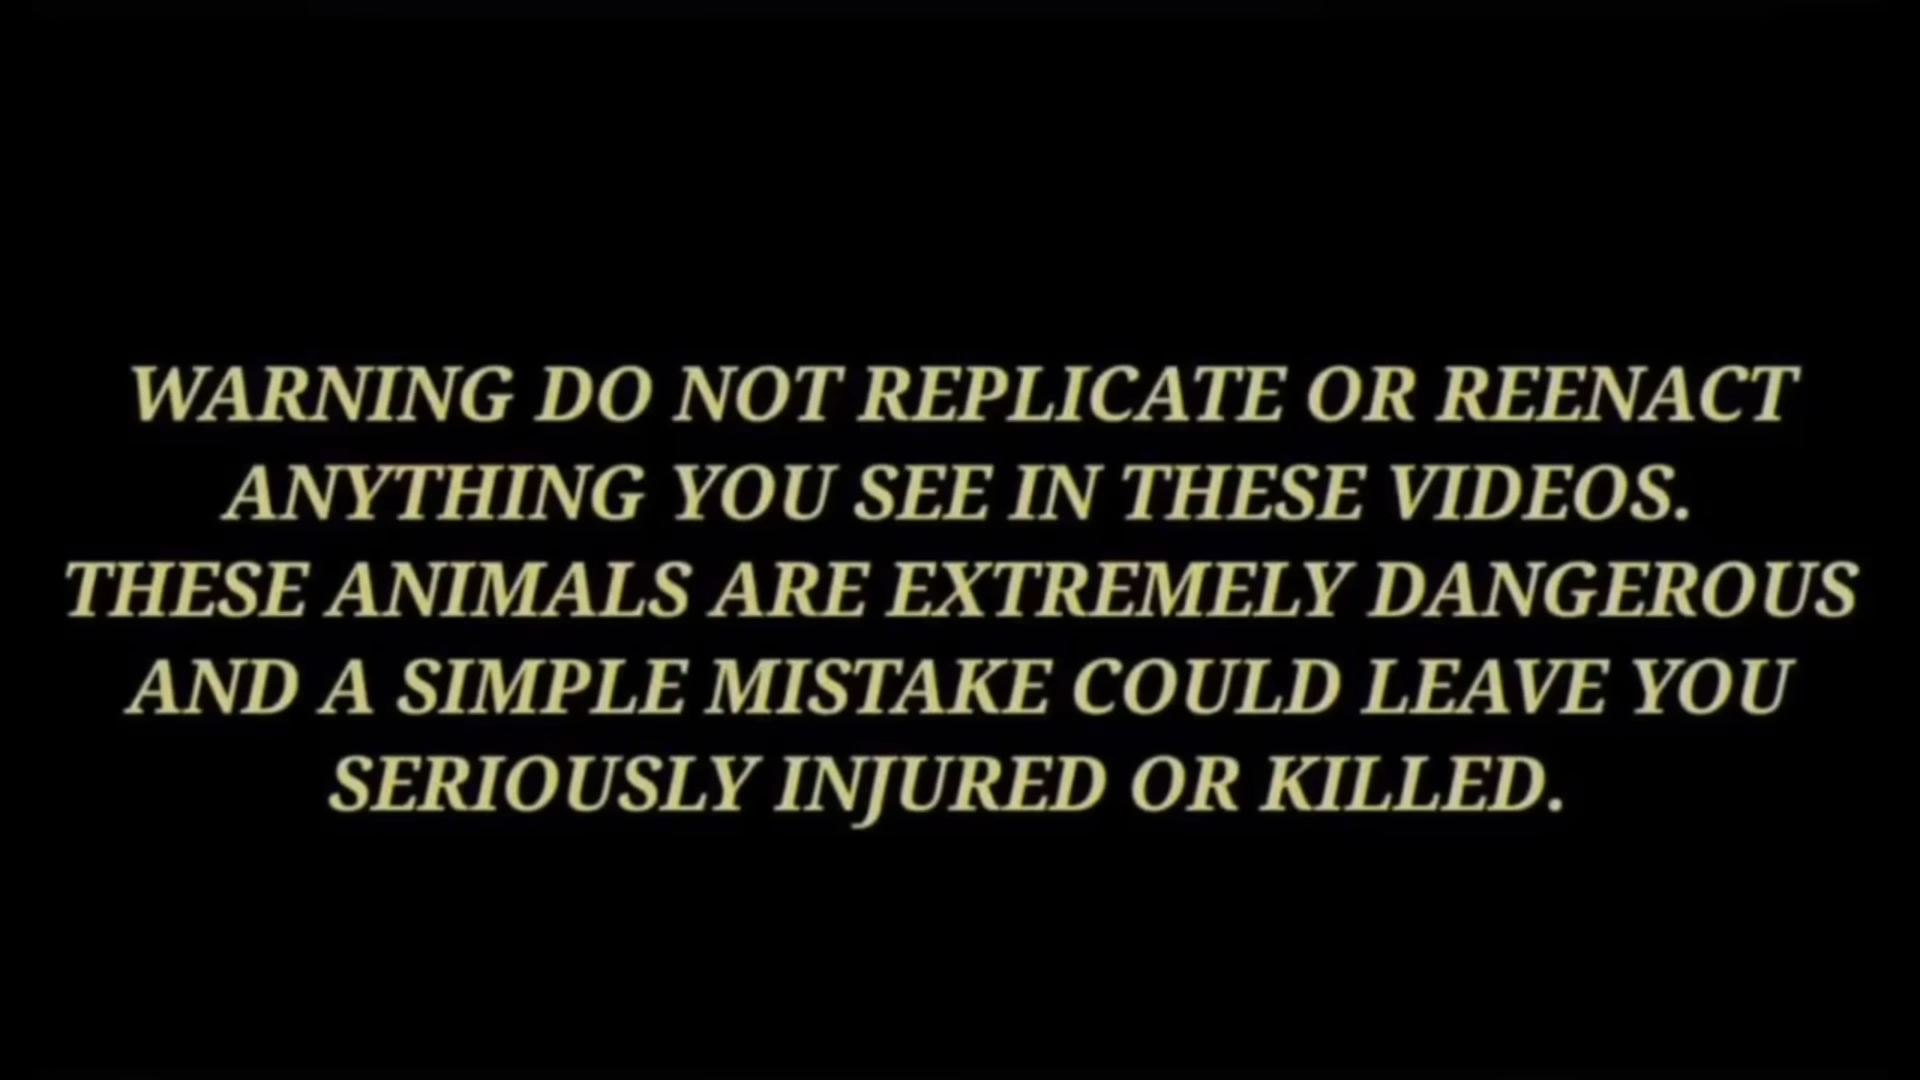 WARNING DO NOT REPLICATE OR REENACT
ANYTHING YOU SEE IN THESE VIDEOS.
THESE ANIMALS ARE EXTREMELY DANGEROUS
AND A SIMPLE MISTAKE COULD LEAVE YOU
SERIOUSLY INJURED OR KILLED.